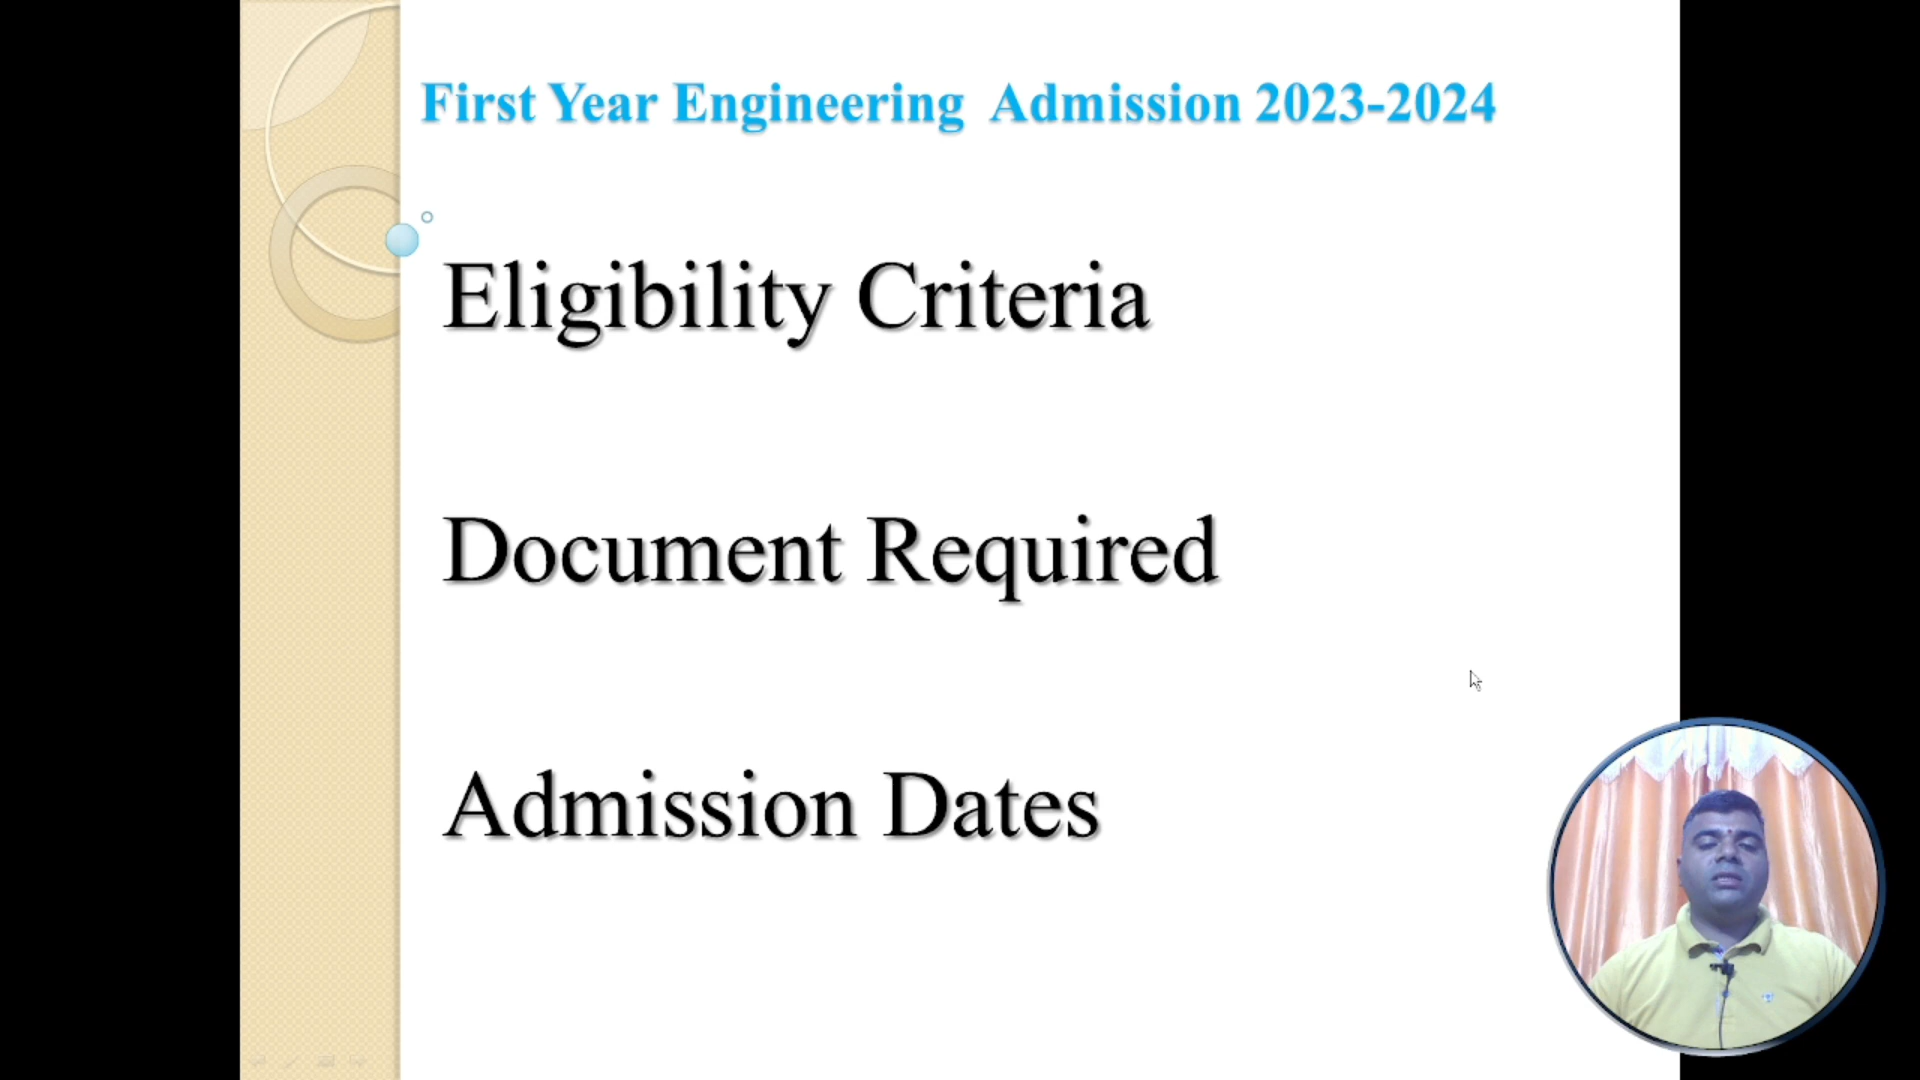 First Year Engineering Admission 2023-2024
Eligibility Criteria
Document Required
Admission Dates